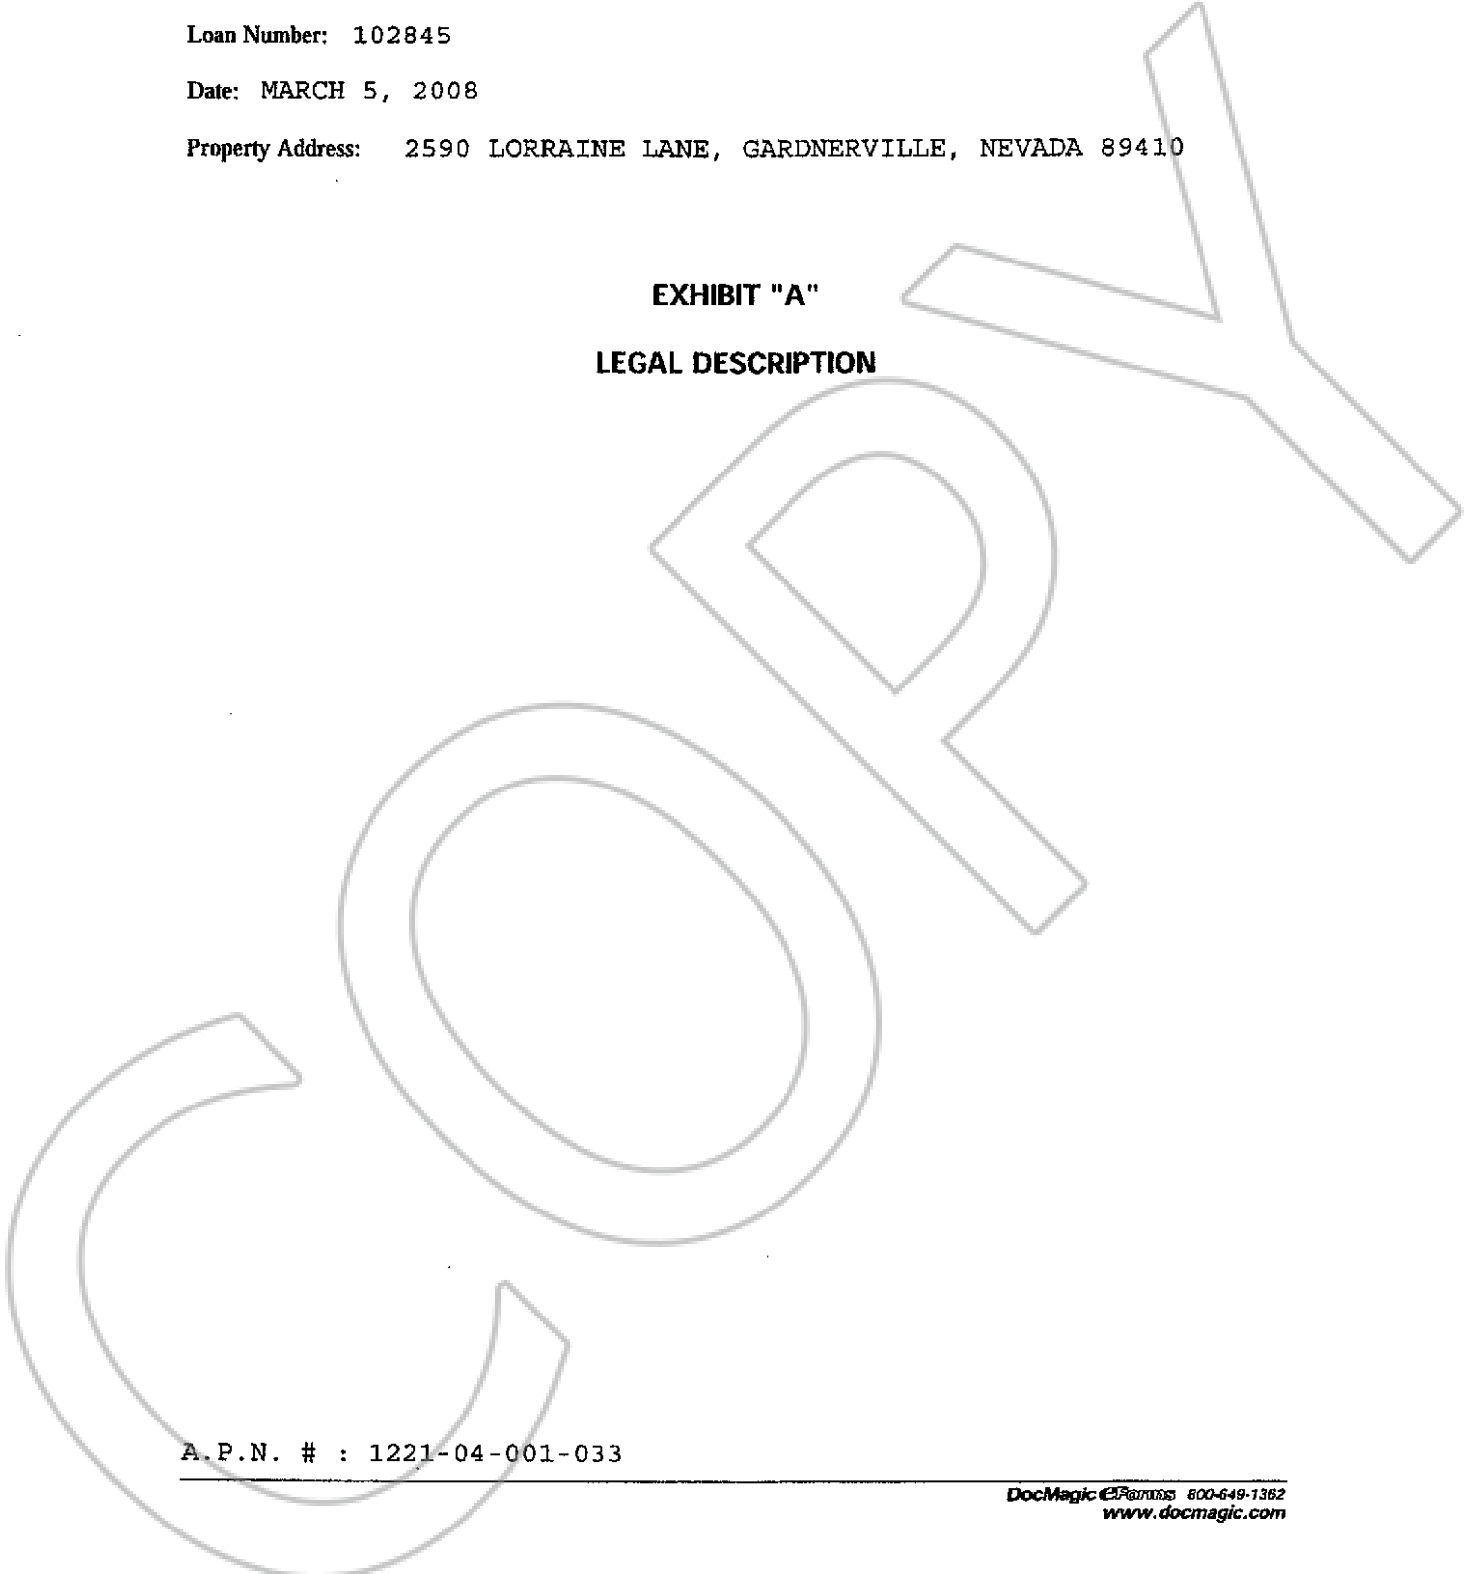 Loan Number: 102845
Date: MARCH 5, 2008
Property Address: 2590 LORRAINE LANE, GARDNERVILLE, NEVADA 89410
EXHIBIT "A"
LEGAL DESCRIPTION
COPY
A.P.N. # : 1221-04-001-033
DocMagic eForms 800-649-1362
www.docmagic.com